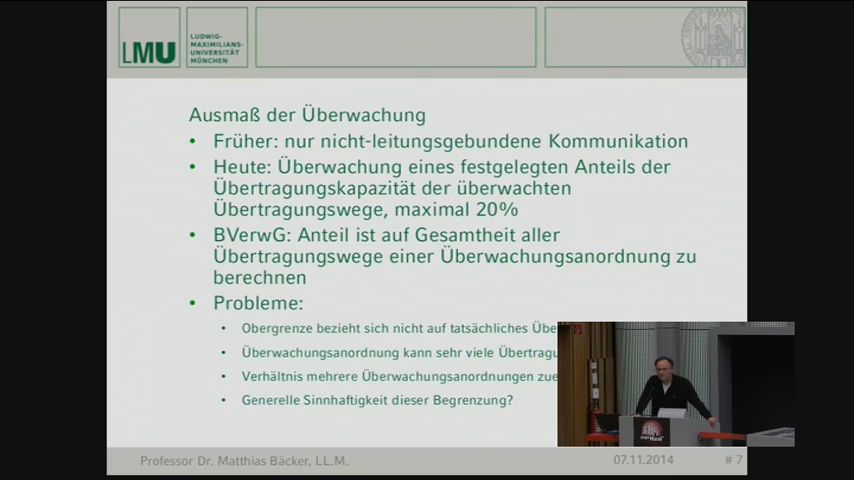 LMU
LUDWIG-
MAXIMILIANS-
UNIVERSITÄT
MÜNCHEN
Ausmaß der Überwachung
• Früher: nur nicht-leitungsgebundene Kommunikation
• Heute: Überwachung eines festgelegten Anteils der
Übertragungskapazität der überwachten
Übertragungswege, maximal 20%
• BVerwG: Anteil ist auf Gesamtheit aller
Übertragungswege einer Überwachungsanordnung zu
berechnen
• Probleme:
• Obergrenze bezieht sich nicht auf tatsächliches
• Überwachungsanordnung kann sehr viele
• Verhältnis mehrere Überwachungsanordnungen
• Generelle Sinnhaftigkeit dieser Begrenzung?
Professor Dr. Matthias Bäcker, LL.M.
07.11.2014
# 7